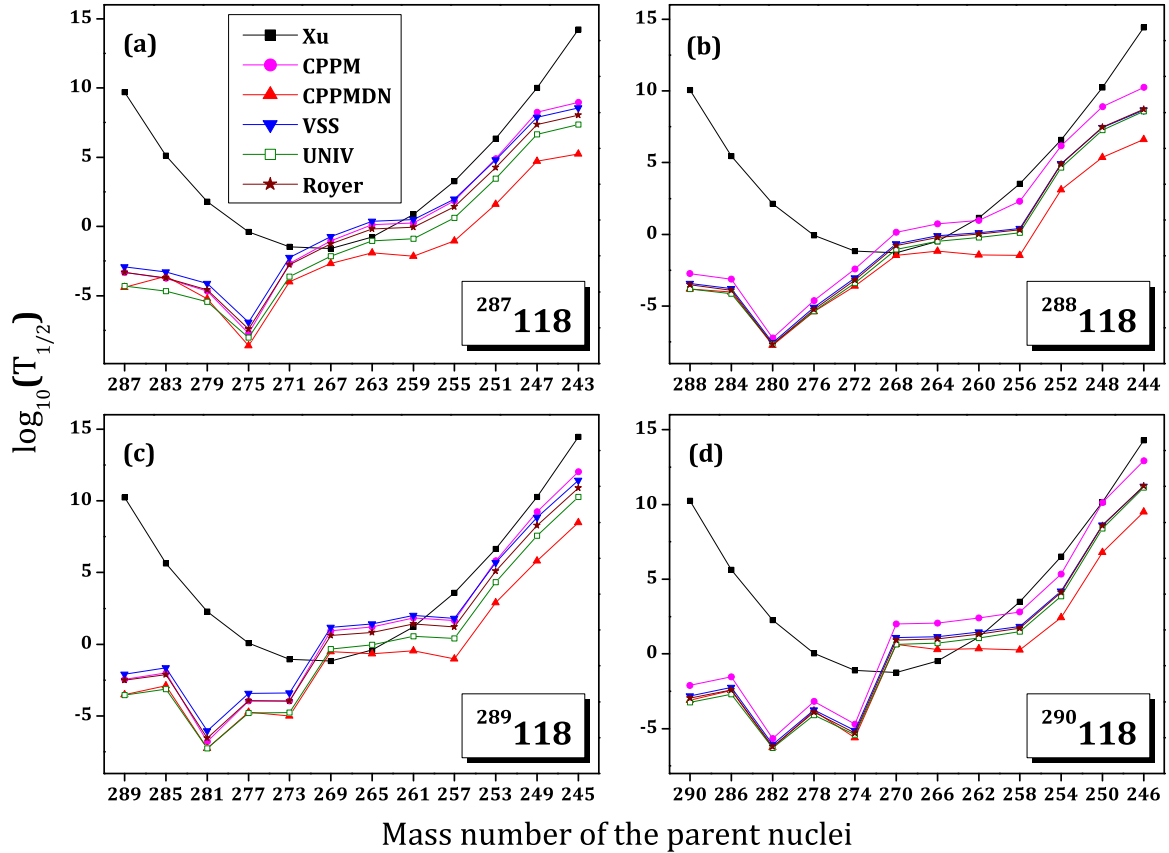 (a)
Xu
CPPM
CPPMDN
VSS
UNIV
Royer
15
10
5
0
-5
287 283 279 275 271 267 263 259 255 251 247 243
²⁸⁷118
(b)
15
10
5
0
-5
288 284 280 276 272 268 264 260 256 252 248 244
²⁸⁸118
(c)
15
10
5
0
-5
289 285 281 277 273 269 265 261 257 253 249 245
²⁸⁹118
(d)
15
10
5
0
-5
290 286 282 278 274 270 266 262 258 254 250 246
²⁹⁰118
log₁₀(T₁/₂)
Mass number of the parent nuclei